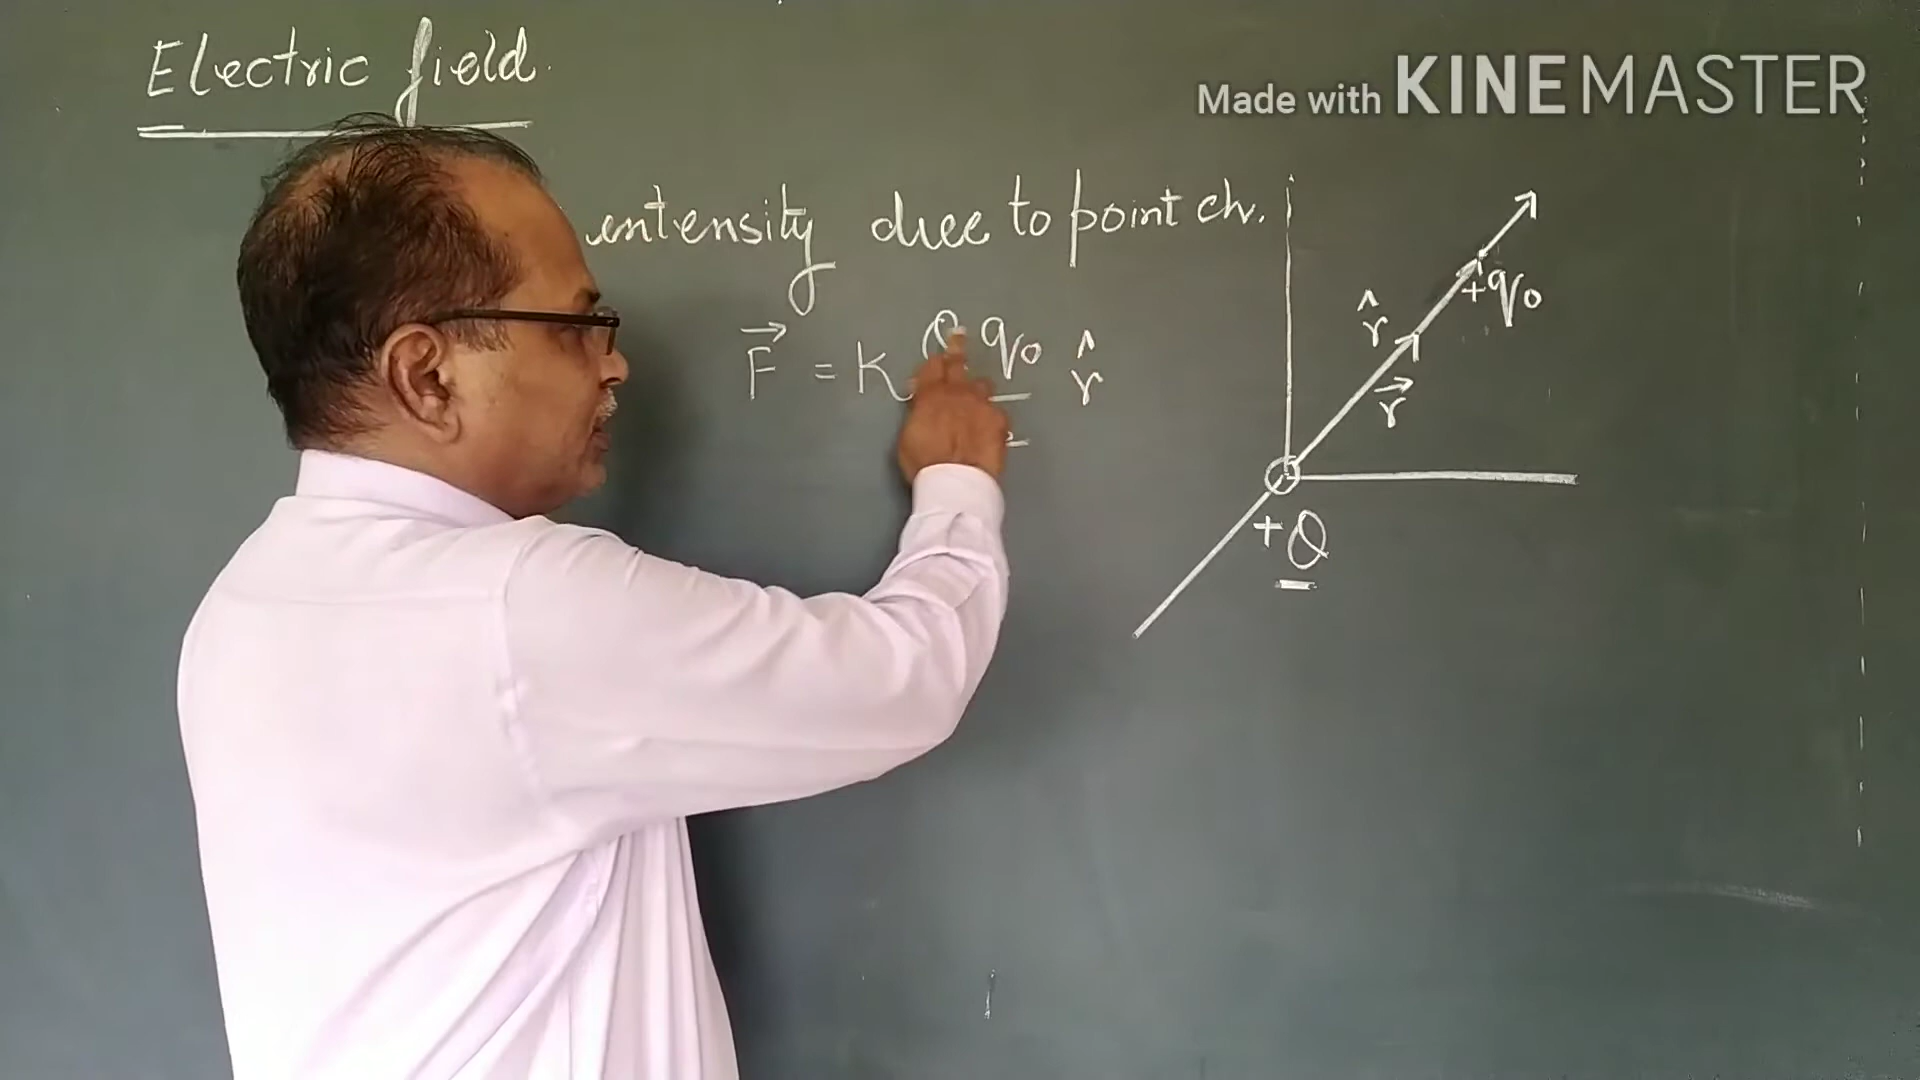 Electric field.
Made with KINEMASTER
intensity due to point ch.
F = K Q q₀ r̂
r̂
+q₀
r
+Q